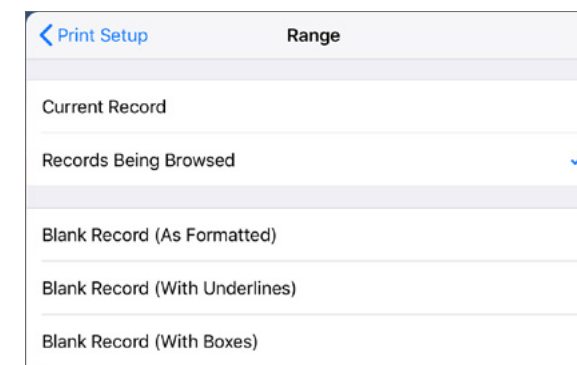 Print Setup Range
Current Record
Records Being Browsed
Blank Record (As Formatted)
Blank Record (With Underlines)
Blank Record (With Boxes)